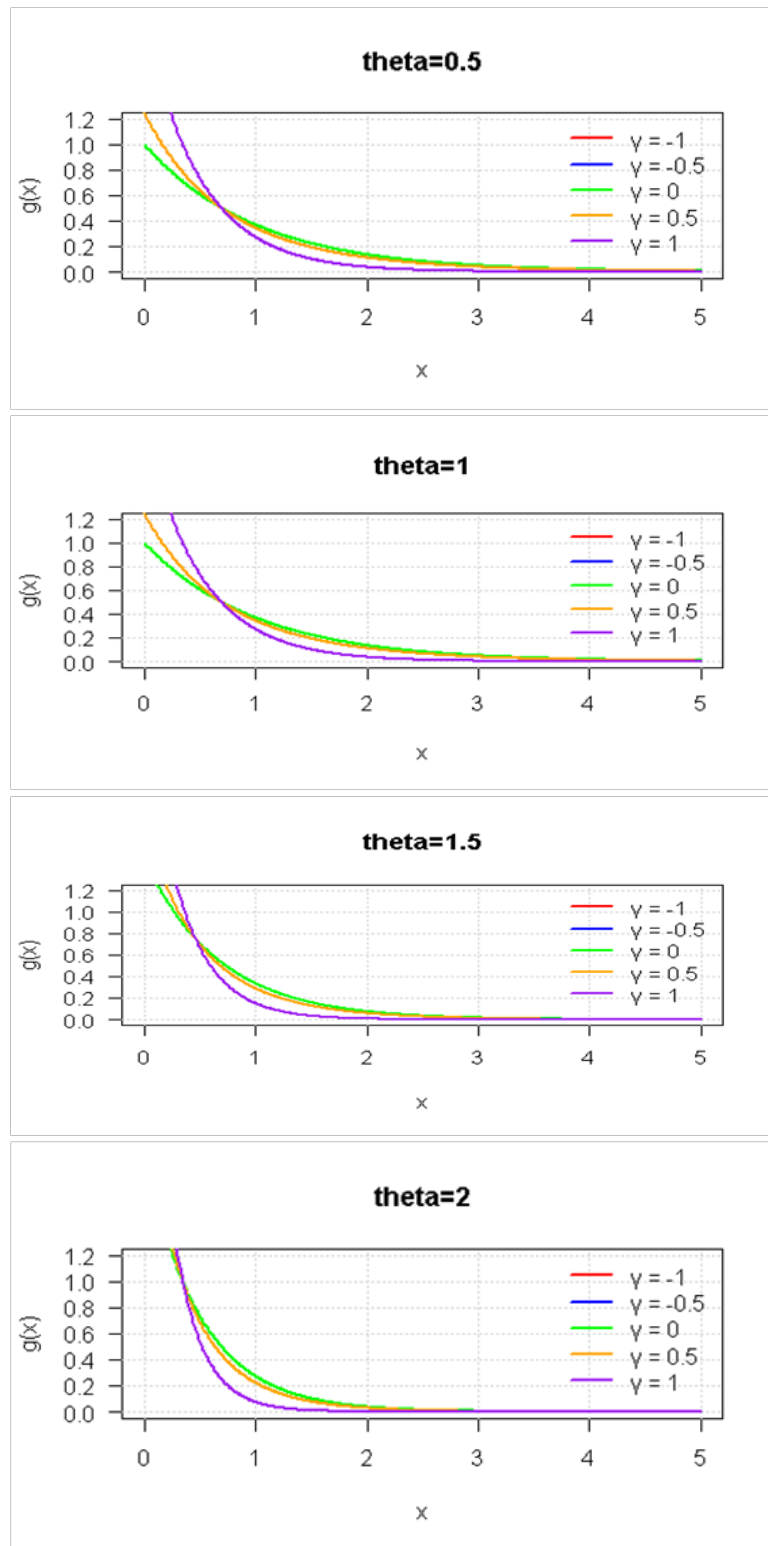 theta=0.5
g(x)
1.2
1.0
0.8
0.6
0.4
0.2
0.0
γ = -1
γ = -0.5
γ = 0
γ = 0.5
γ = 1
0 1 2 3 4 5
x
theta=1
g(x)
1.2
1.0
0.8
0.6
0.4
0.2
0.0
γ = -1
γ = -0.5
γ = 0
γ = 0.5
γ = 1
0 1 2 3 4 5
x
theta=1.5
g(x)
1.2
1.0
0.8
0.6
0.4
0.2
0.0
γ = -1
γ = -0.5
γ = 0
γ = 0.5
γ = 1
0 1 2 3 4 5
x
theta=2
g(x)
1.2
1.0
0.8
0.6
0.4
0.2
0.0
γ = -1
γ = -0.5
γ = 0
γ = 0.5
γ = 1
0 1 2 3 4 5
x